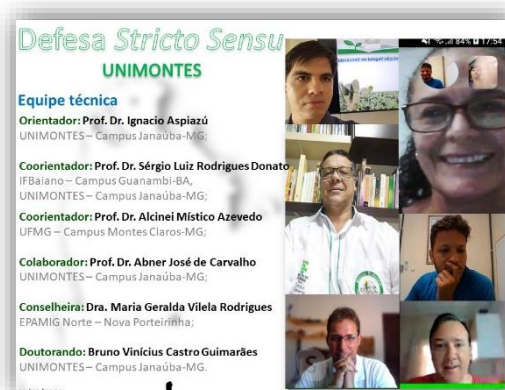 Defesa Stricto Sensu
UNIMONTES
Equipe técnica
Orientador: Prof. Dr. Ignacio Aspiazú
UNIMONTES – Campus Janaúba-MG;
Coorientador: Prof. Dr. Sérgio Luiz Rodrigues Donato
IFBaiano – Campus Guanambi-BA,
UNIMONTES – Campus Janaúba-MG;
Coorientador: Prof. Dr. Alcinei Místico Azevedo
UFMG – Campus Montes Claros-MG;
Colaborador: Prof. Dr. Abner José de Carvalho
UNIMONTES – Campus Janaúba-MG;
Conselheira: Dra. Maria Geralda Vilela Rodrigues
EPAMIG Norte – Nova Porteirinha;
Doutorando: Bruno Vinícius Castro Guimarães
UNIMONTES – Campus Janaúba-MG.
84% 17:54